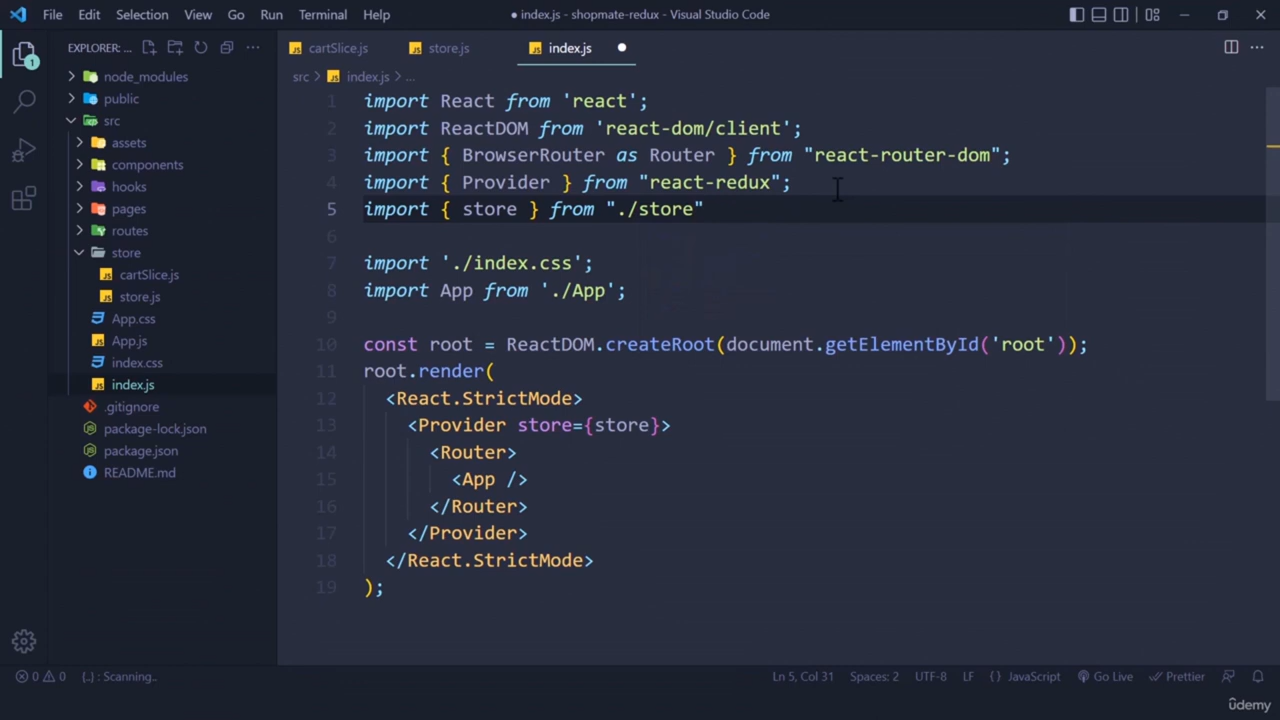 File Edit Selection View Go Run Terminal Help
● index.js - shopmate-redux - Visual Studio Code
EXPLORER: ...
cartSlice.js
store.js
index.js
src > index.js > ...
node_modules
public
src
assets
components
hooks
pages
routes
store
cartSlice.js
store.js
App.css
App.js
index.css
index.js
.gitignore
package-lock.json
package.json
README.md
1
1 import React from 'react';
2 import ReactDOM from 'react-dom/client';
3 import { BrowserRouter as Router } from "react-router-dom";
4 import { Provider } from "react-redux";
5 import { store } from "./store"
6
7 import './index.css';
8 import App from './App';
9
10 const root = ReactDOM.createRoot(document.getElementById('root'));
11 root.render(
12 <React.StrictMode>
13 <Provider store={store}>
14 <Router>
15 <App />
16 </Router>
17 </Provider>
18 </React.StrictMode>
19 );
0 0 {..} : Scanning..
Ln 5, Col 31 Spaces: 2 UTF-8 LF {} JavaScript Go Live Prettier
ûdemy